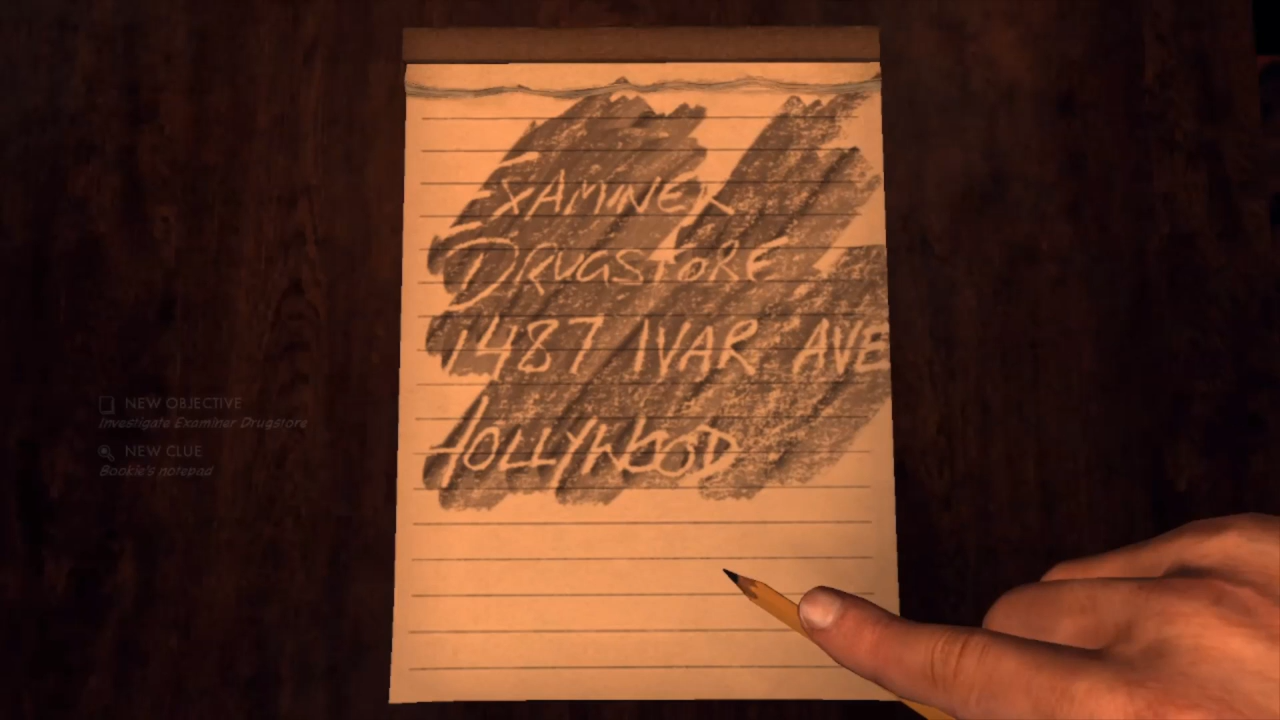 EXAMINER
DRUGSTORE
1487 IVAR AVE
HOLLYWOOD
NEW OBJECTIVE
Investigate Examiner Drugstore
NEW CLUE
Bookie's notepad